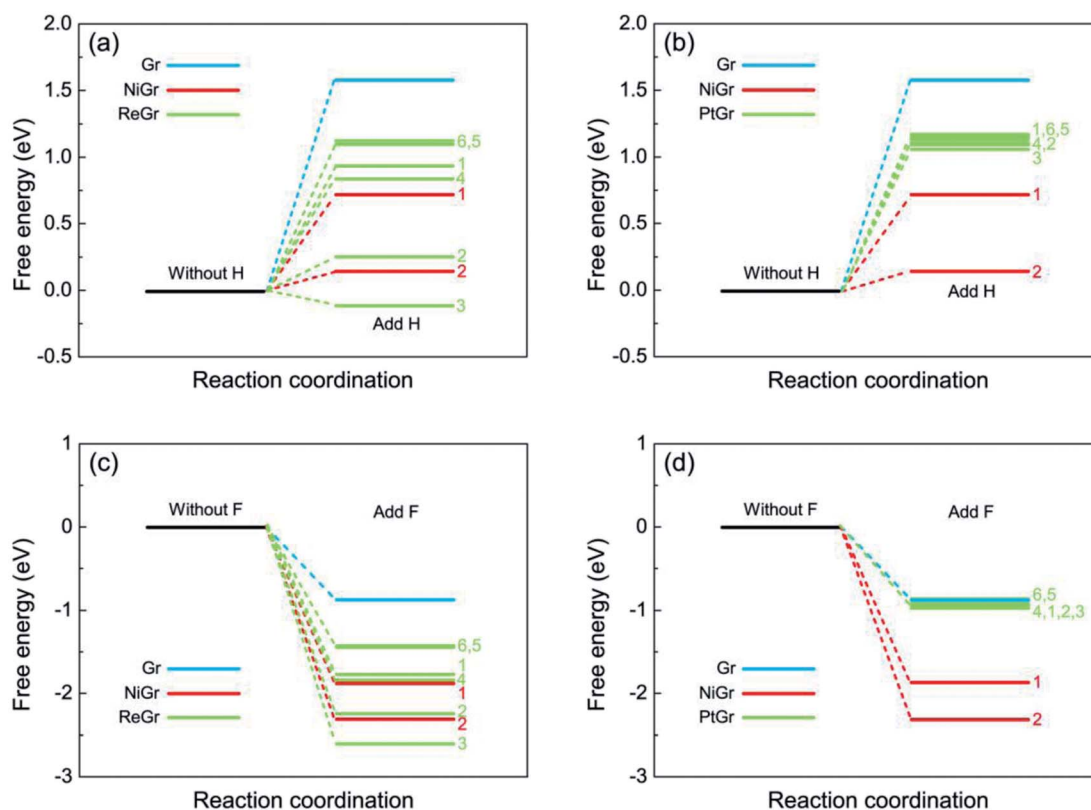 (a)
2.0
1.5
1.0
0.5
0.0
-0.5
Free energy (eV)
Gr
NiGr
ReGr
6,5
1
4
1
2
2
3
Without H
Add H
Reaction coordination
(b)
2.0
1.5
1.0
0.5
0.0
-0.5
Free energy (eV)
Gr
NiGr
PtGr
1,6,5
4,2
3
1
2
Without H
Add H
Reaction coordination
(c)
1
0
-1
-2
-3
Free energy (eV)
Without F
Add F
6,5
1
4
1
2
2
3
Gr
NiGr
ReGr
Reaction coordination
(d)
1
0
-1
-2
-3
Free energy (eV)
Without F
Add F
6,5
4,1,2,3
1
2
Gr
NiGr
PtGr
Reaction coordination